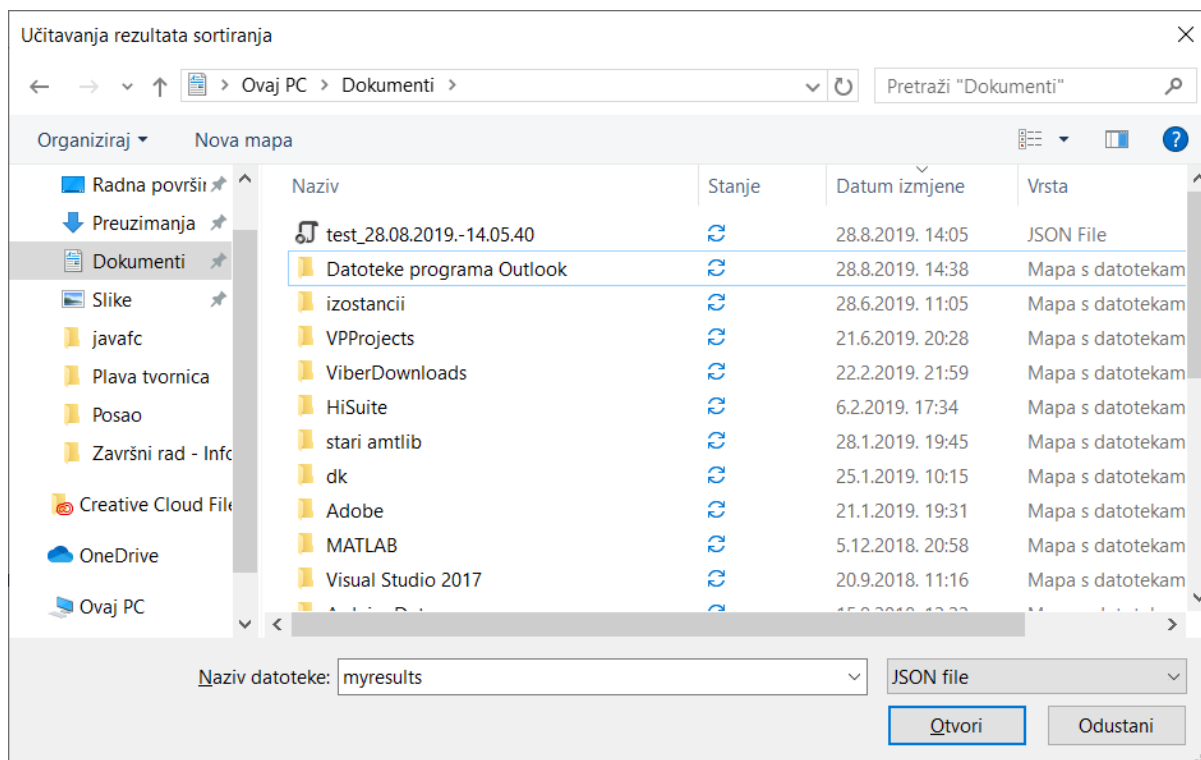 Učitavanja rezultata sortiranja
Ovaj PC > Dokumenti >
Pretraži "Dokumenti"
Organiziraj
Nova mapa
Radna površin
Preuzimanja
Dokumenti
Slike
javafc
Plava tvornica
Posao
Završni rad - Info
Creative Cloud File
OneDrive
Ovaj PC
Naziv Stanje Datum izmjene Vrsta
test_28.08.2019.-14.05.40 28.8.2019. 14:05 JSON File
Datoteke programa Outlook 28.8.2019. 14:38 Mapa s datotekam
izostancii 28.6.2019. 11:05 Mapa s datotekam
VPProjects 21.6.2019. 20:28 Mapa s datotekam
ViberDownloads 22.2.2019. 21:59 Mapa s datotekam
HiSuite 6.2.2019. 17:34 Mapa s datotekam
stari amtlib 28.1.2019. 19:45 Mapa s datotekam
dk 25.1.2019. 10:15 Mapa s datotekam
Adobe 21.1.2019. 19:31 Mapa s datotekam
MATLAB 5.12.2018. 20:58 Mapa s datotekam
Visual Studio 2017 20.9.2018. 11:16 Mapa s datotekam
Naziv datoteke: myresults
JSON file
Otvori
Odustani